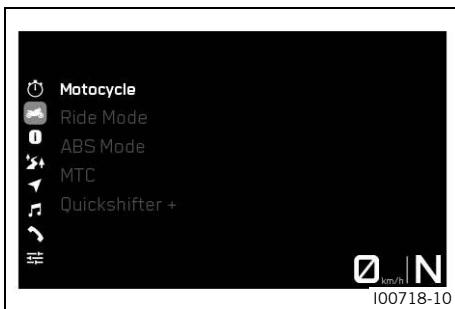 Motocycle
Ride Mode
ABS Mode
MTC
Quickshifter +
0 km/h N
I00718-10